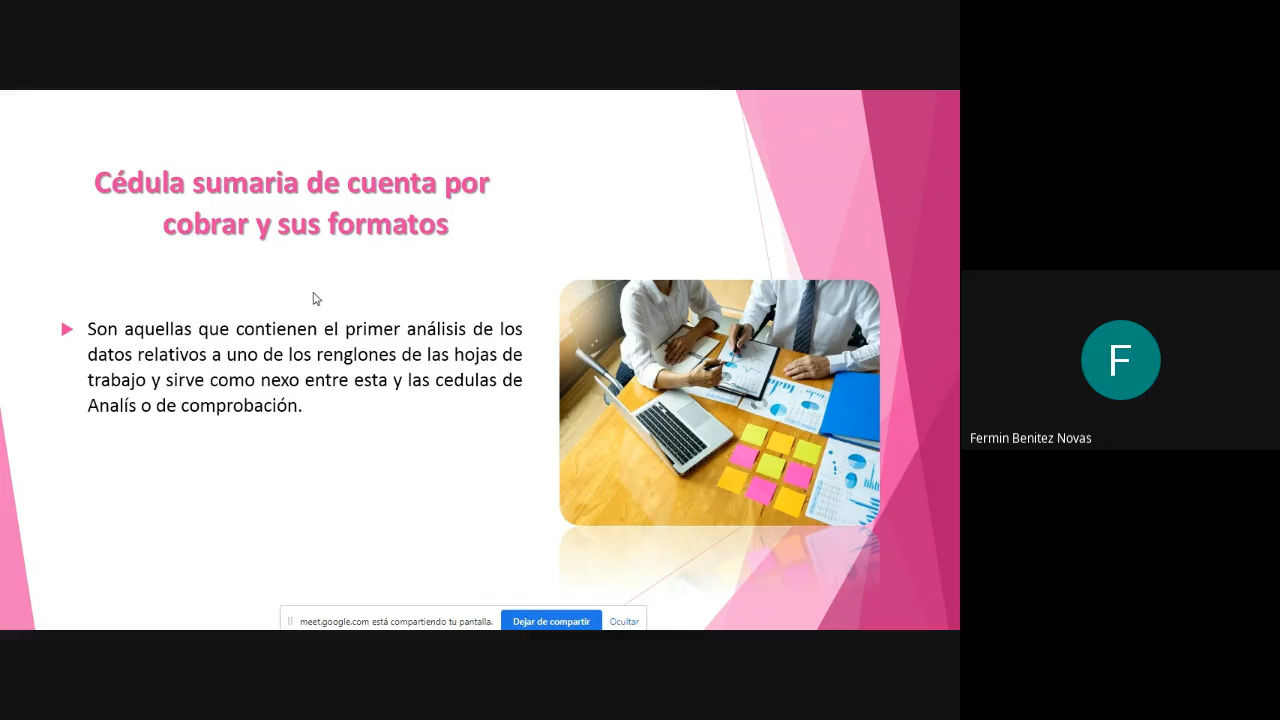 Cédula sumaria de cuenta por
cobrar y sus formatos
Son aquellas que contienen el primer análisis de los
datos relativos a uno de los renglones de las hojas de
trabajo y sirve como nexo entre esta y las cedulas de
Analís o de comprobación.
meet.google.com está compartiendo tu pantalla. Dejar de compartir Ocultar
F
Fermin Benitez Novas